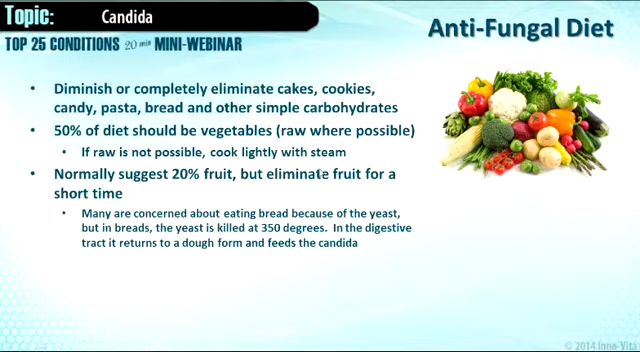 Topic: Candida
TOP 25 CONDITIONS 20 min MINI-WEBINAR
Anti-Fungal Diet
• Diminish or completely eliminate cakes, cookies,
candy, pasta, bread and other simple carbohydrates
• 50% of diet should be vegetables (raw where possible)
• If raw is not possible, cook lightly with steam
• Normally suggest 20% fruit, but eliminate fruit for a
short time
• Many are concerned about eating bread because of the yeast,
but in breads, the yeast is killed at 350 degrees. In the digestive
tract it returns to a dough form and feeds the candida
© 2014 Inno-Vita